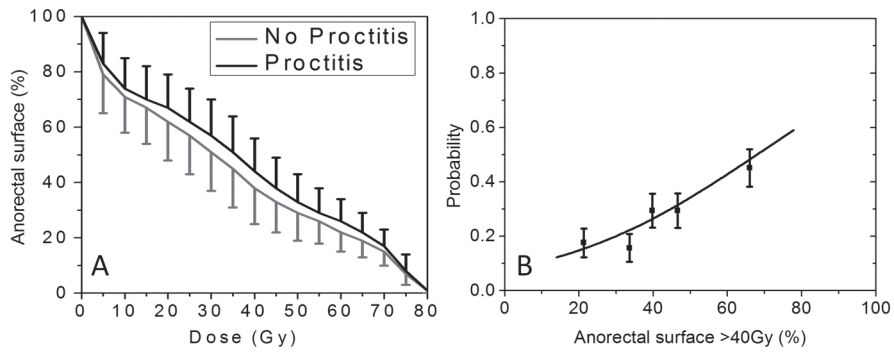 100
80
60
40
20
0
Anorectal surface (%)
No Proctitis
Proctitis
A
0 10 20 30 40 50 60 70 80
Dose (Gy)
1.0
0.8
0.6
0.4
0.2
0.0
Probability
B
0 20 40 60 80 100
Anorectal surface >40Gy (%)